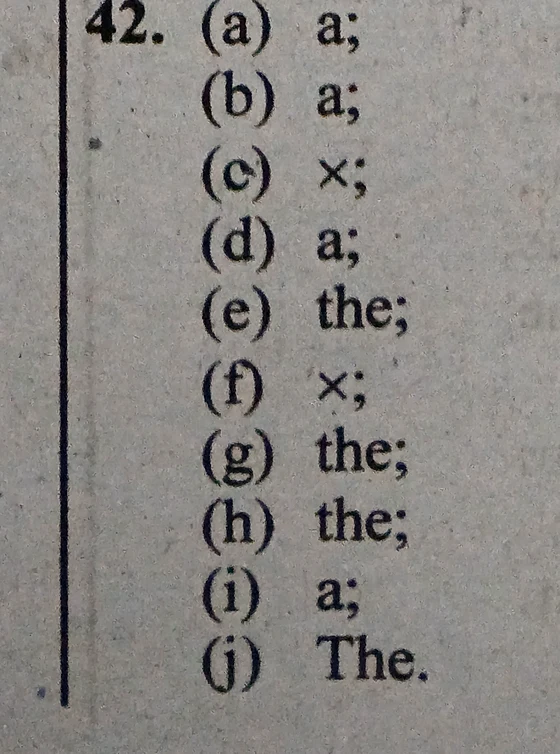 42. (a) a;
(b) a;
(c) ×;
(d) a;
(e) the;
(f) ×;
(g) the;
(h) the;
(i) a;
(j) The.